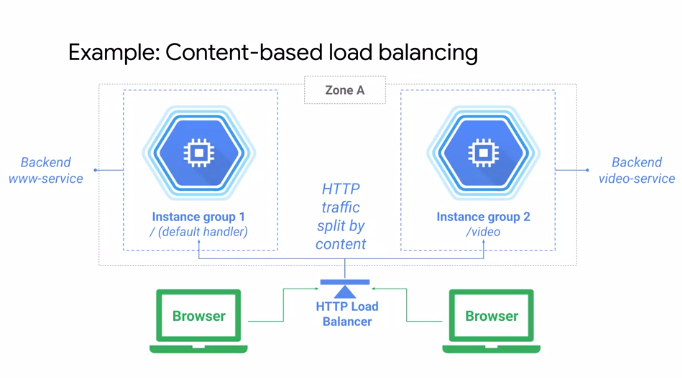 Example: Content-based load balancing
Zone A
Backend
www-service
Instance group 1
/ (default handler)
HTTP
traffic
split by
content
Instance group 2
/video
Backend
video-service
Browser
HTTP Load
Balancer
Browser